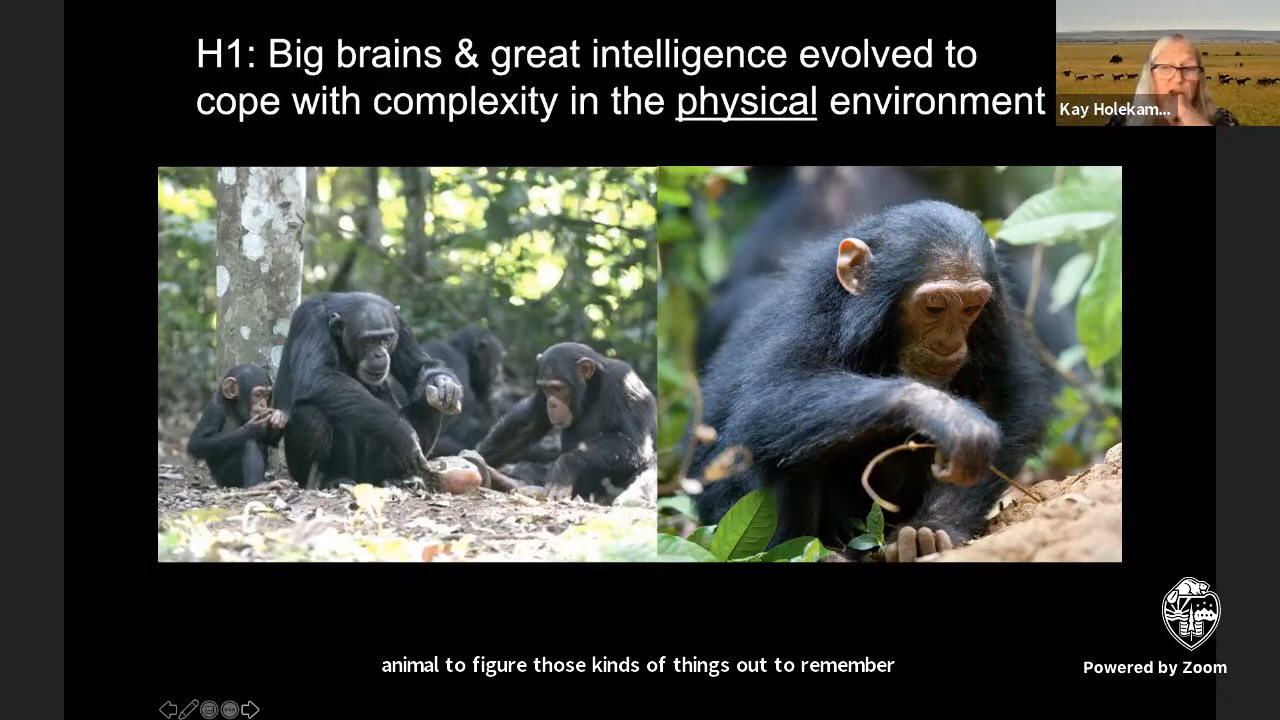 H1: Big brains & great intelligence evolved to
cope with complexity in the physical environment
Kay Holekam...
animal to figure those kinds of things out to remember
Powered by Zoom